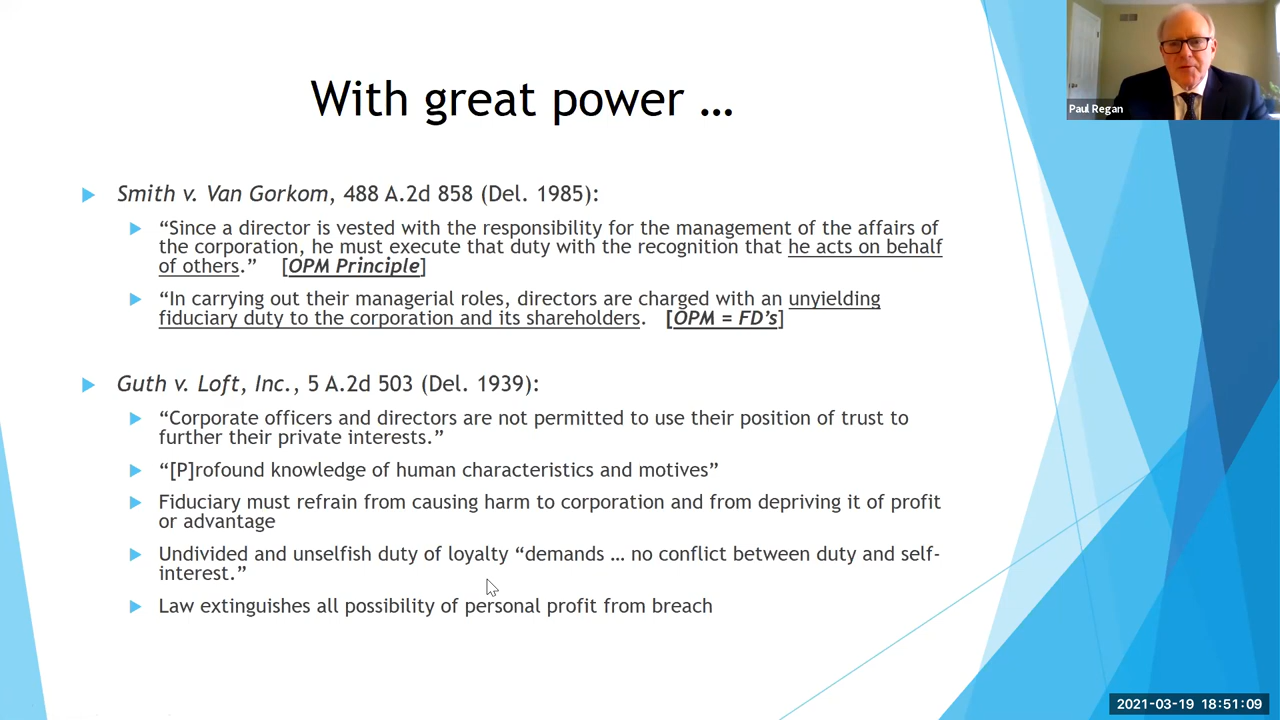 With great power …
Paul Regan
Smith v. Van Gorkom, 488 A.2d 858 (Del. 1985):
“Since a director is vested with the responsibility for the management of the affairs of
the corporation, he must execute that duty with the recognition that he acts on behalf
of others.” [OPM Principle]
“In carrying out their managerial roles, directors are charged with an unyielding
fiduciary duty to the corporation and its shareholders. [OPM = FD’s]
Guth v. Loft, Inc., 5 A.2d 503 (Del. 1939):
“Corporate officers and directors are not permitted to use their position of trust to
further their private interests.”
“[P]rofound knowledge of human characteristics and motives”
Fiduciary must refrain from causing harm to corporation and from depriving it of profit
or advantage
Undivided and unselfish duty of loyalty “demands … no conflict between duty and self-
interest.”
Law extinguishes all possibility of personal profit from breach
2021-03-19 18:51:09